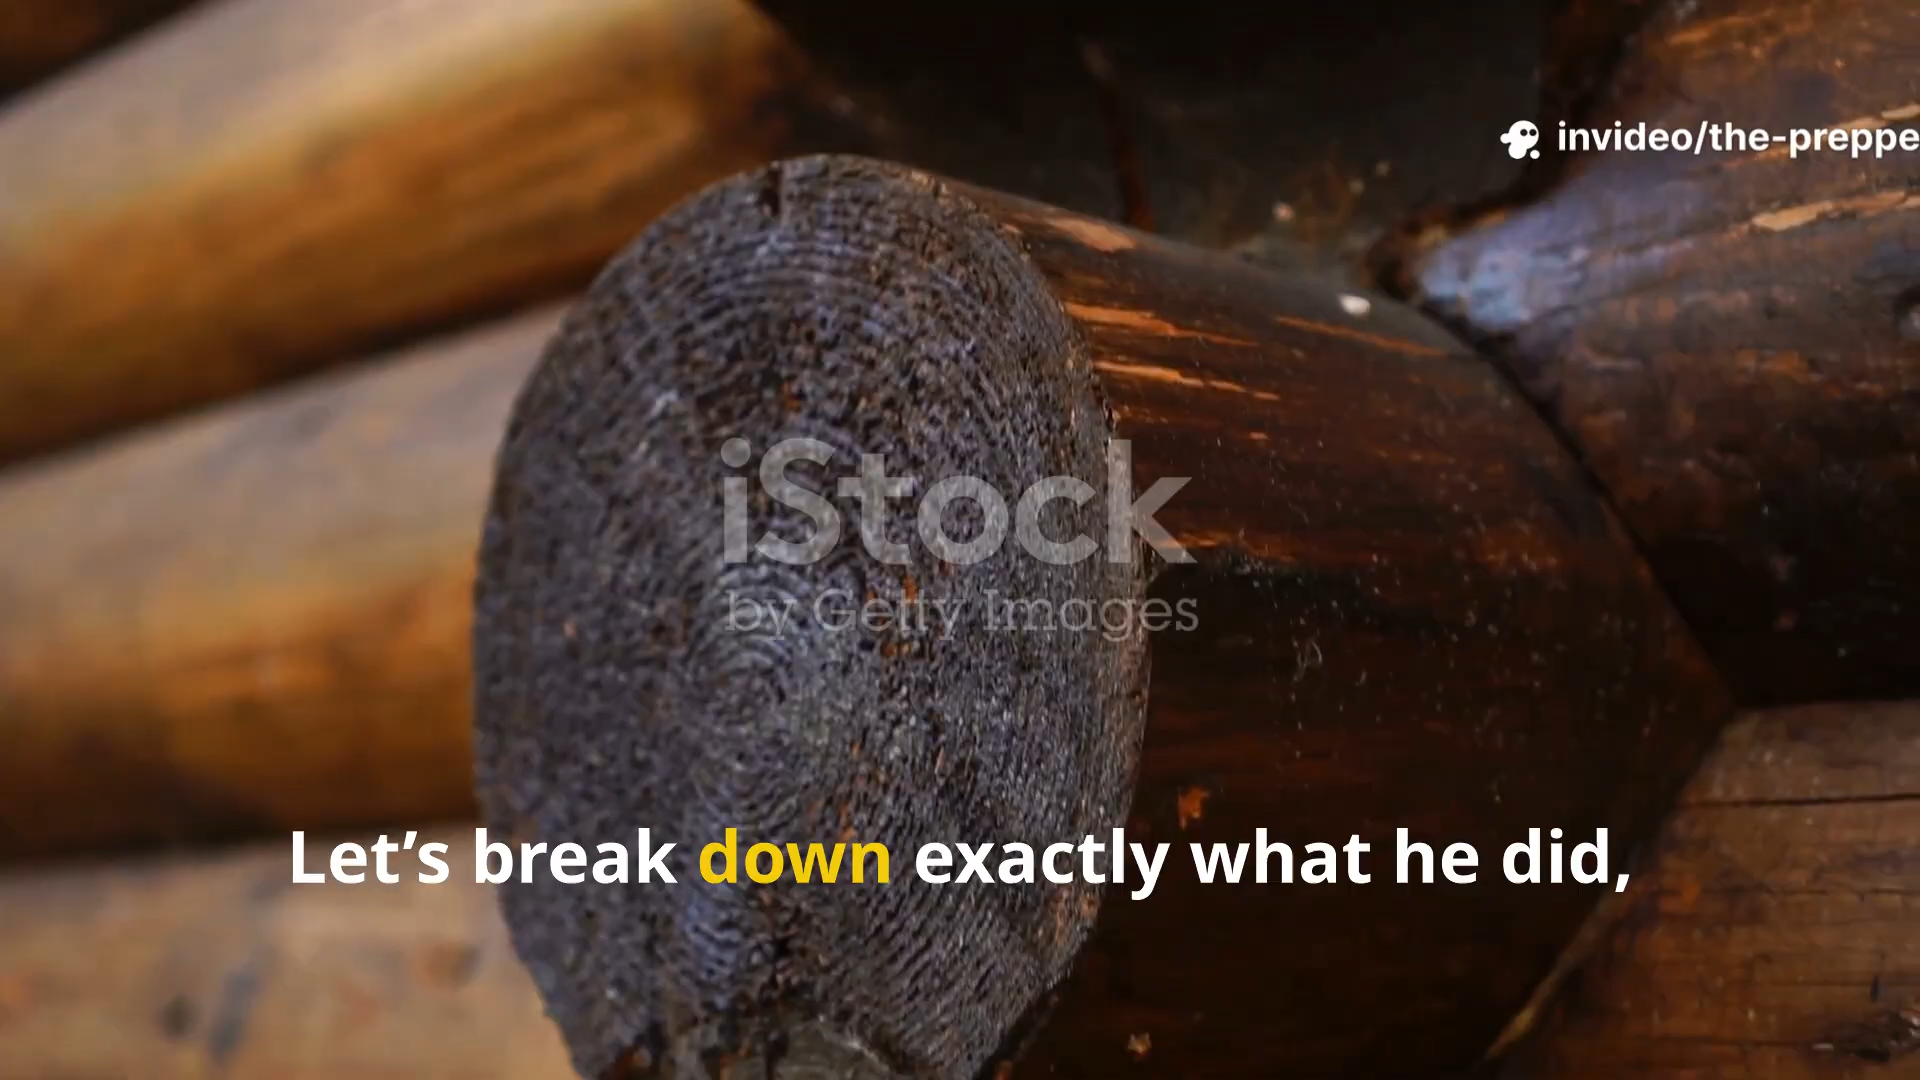 invideo/the-preppe
iStock
by Getty Images
Let’s break down exactly what he did,